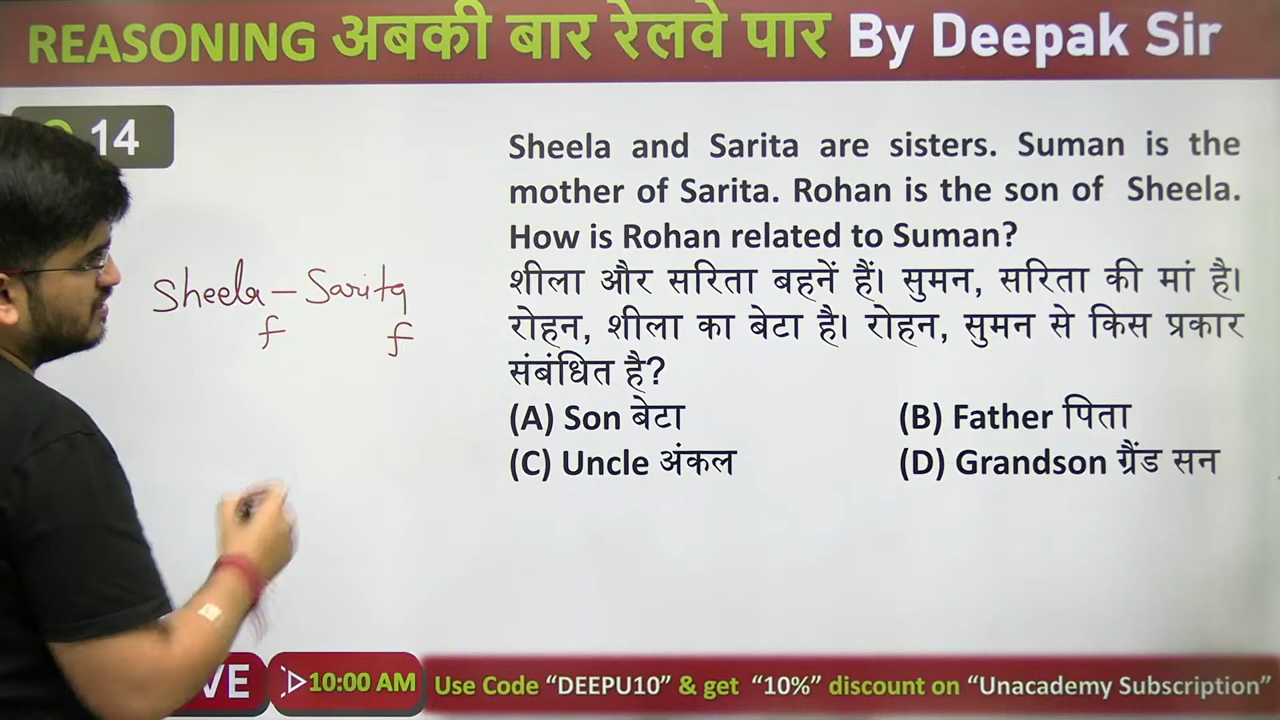 REASONING अबकी बार रेलवे पार By Deepak Sir
14
Sheela and Sarita are sisters. Suman is the
mother of Sarita. Rohan is the son of Sheela.
How is Rohan related to Suman?
शीला और सरिता बहनें हैं। सुमन, सरिता की मां है।
रोहन, शीला का बेटा है। रोहन, सुमन से किस प्रकार
संबंधित है?
(A) Son बेटा
(B) Father पिता
(C) Uncle अंकल
(D) Grandson ग्रैंड सन
Sheela - Sarita
f f
VE
10:00 AM
Use Code “DEEPU10” & get “10%” discount on “Unacademy Subscription”